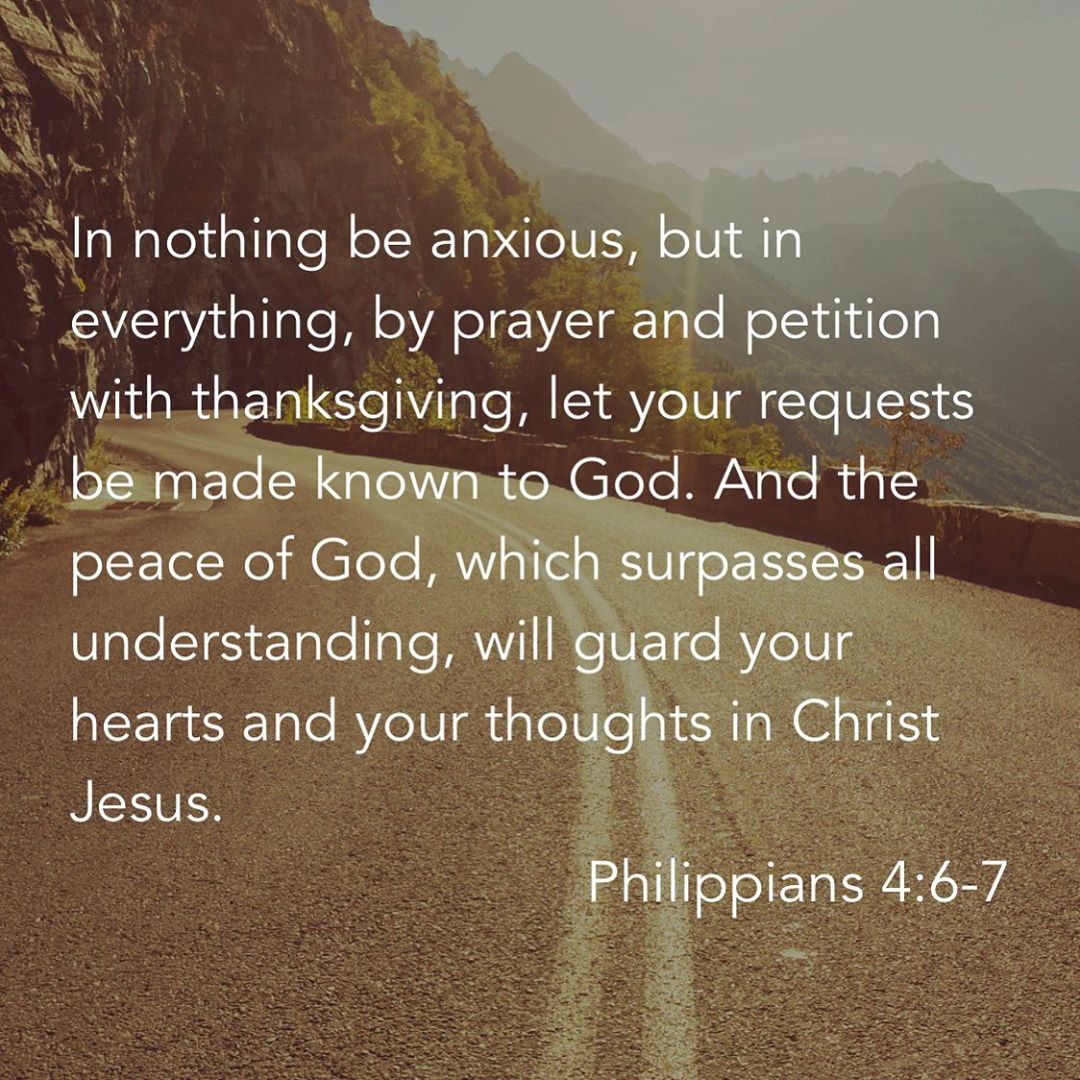 In nothing be anxious, but in
everything, by prayer and petition
with thanksgiving, let your requests
be made known to God. And the
peace of God, which surpasses all
understanding, will guard your
hearts and your thoughts in Christ
Jesus.
Philippians 4:6-7